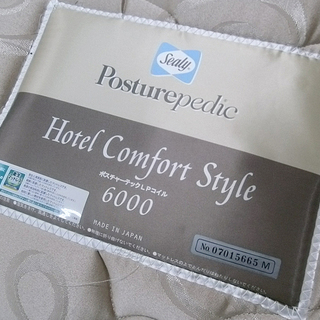 Sealy
Posturepedic
Hotel Comfort Style
ポスチャーテックLPコイル
6000
MADE IN JAPAN
No.07015665 M